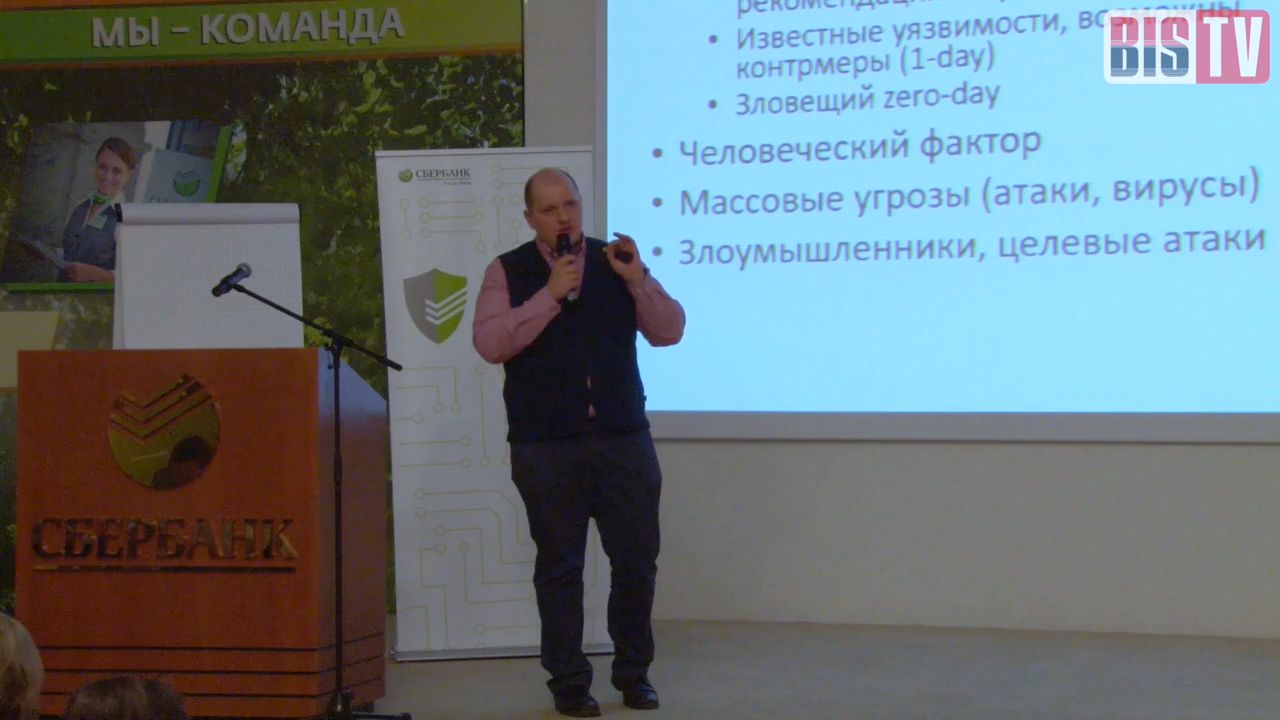 МЫ – КОМАНДА
BIS TV
Известные уязвимости,
контрмеры (1-day)
Зловещий zero-day
Человеческий фактор
Массовые угрозы (атаки, вирусы)
Злоумышленники, целевые атаки
СБЕРБАНК
СБЕРБАНК